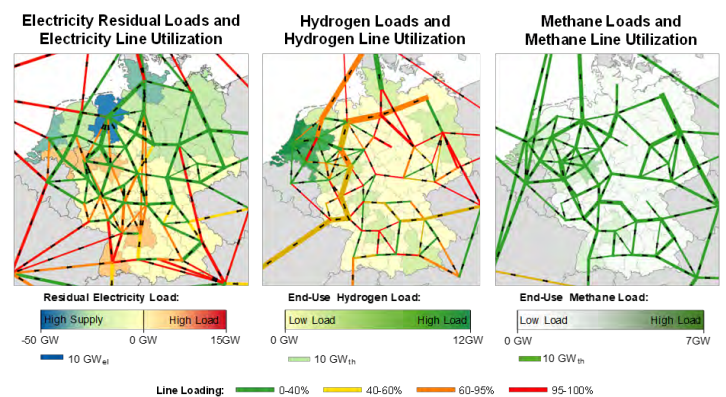 Electricity Residual Loads and
Electricity Line Utilization
Hydrogen Loads and
Hydrogen Line Utilization
Methane Loads and
Methane Line Utilization
Residual Electricity Load:
High Supply
High Load
-50 GW
0 GW
15GW
10 GWel
End-Use Hydrogen Load:
Low Load
High Load
0 GW
12GW
10 GWth
End-Use Methane Load:
Low Load
High Load
0 GW
7GW
10 GWth
Line Loading: 0-40% 40-60% 60-95% 95-100%